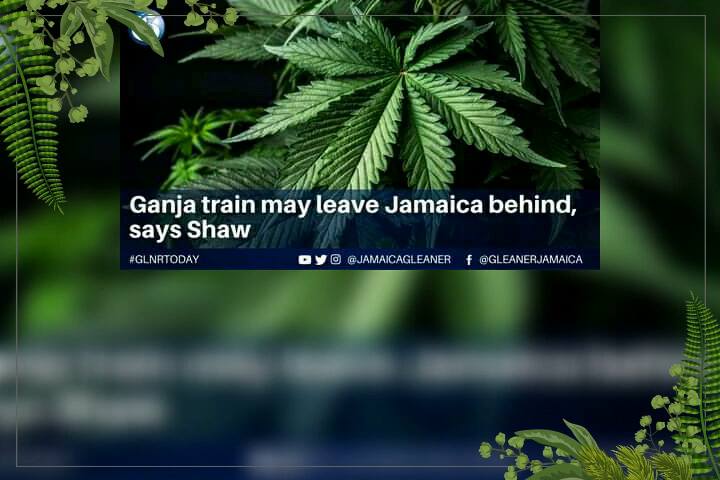 Ganja train may leave Jamaica behind,
says Shaw
#GLNRTODAY @JAMAICAGLEANER @GLEANERJAMAICA